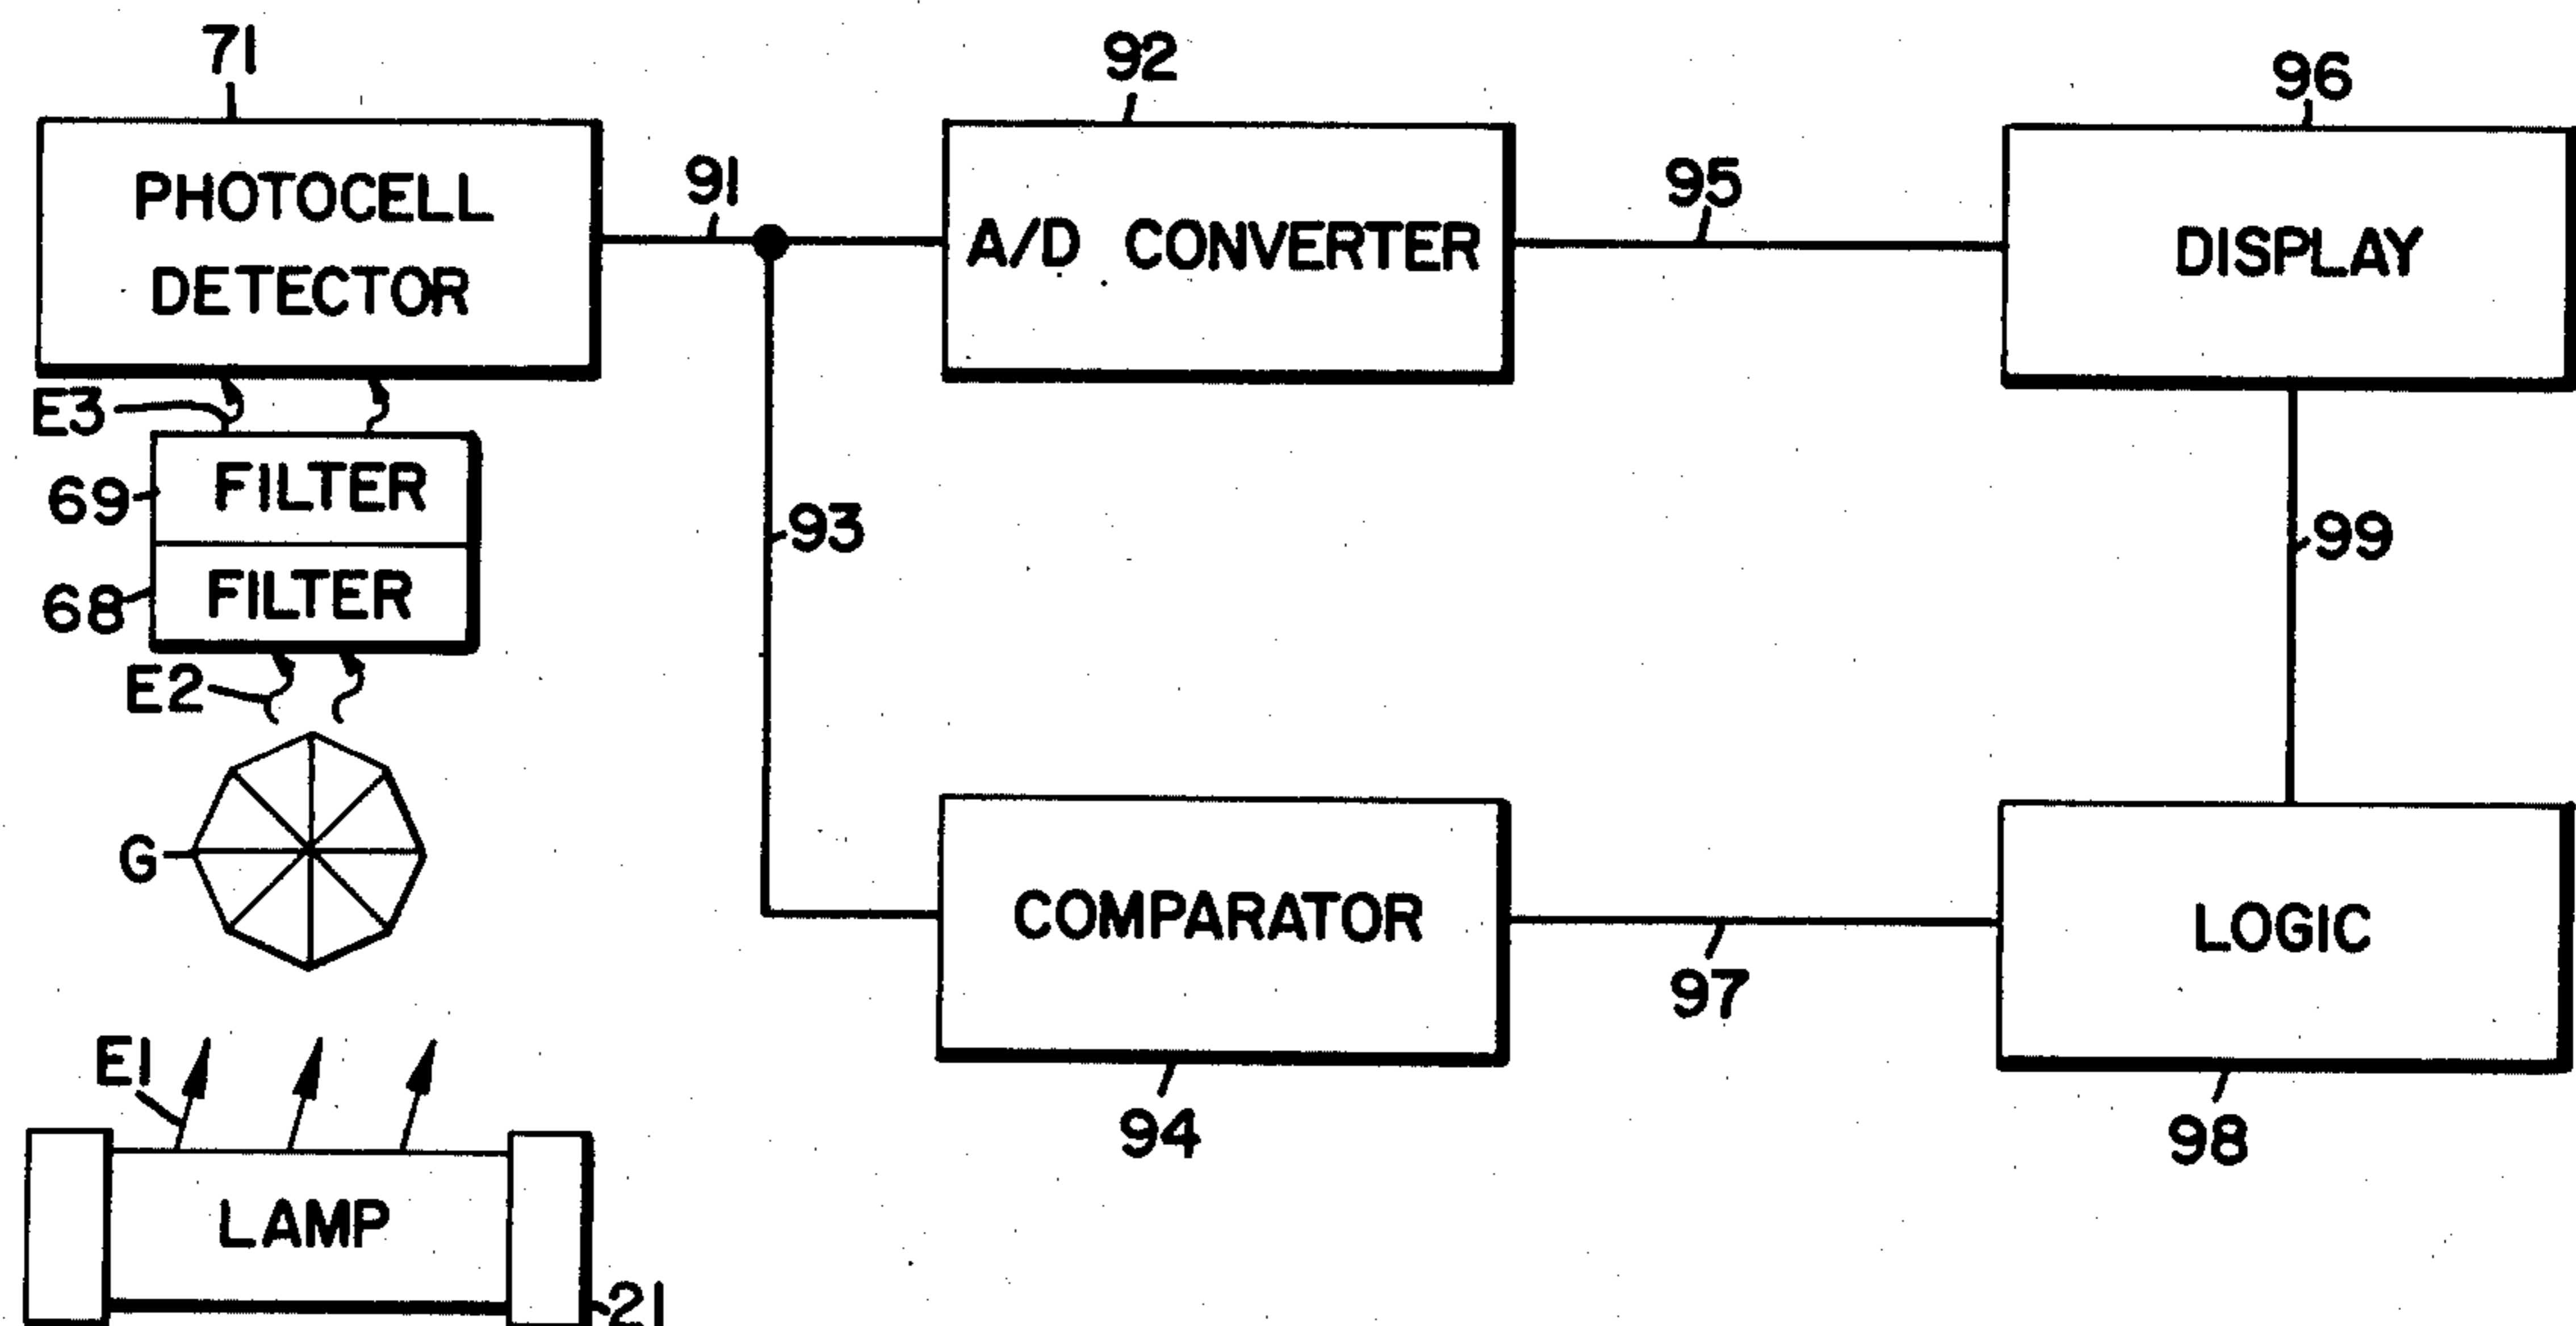 71
92
96
PHOTOCELL
DETECTOR
91
A/D CONVERTER
95
DISPLAY
E3
69
FILTER
93
99
68
FILTER
E2
G
COMPARATOR
LOGIC
97
E1
94
98
LAMP
21